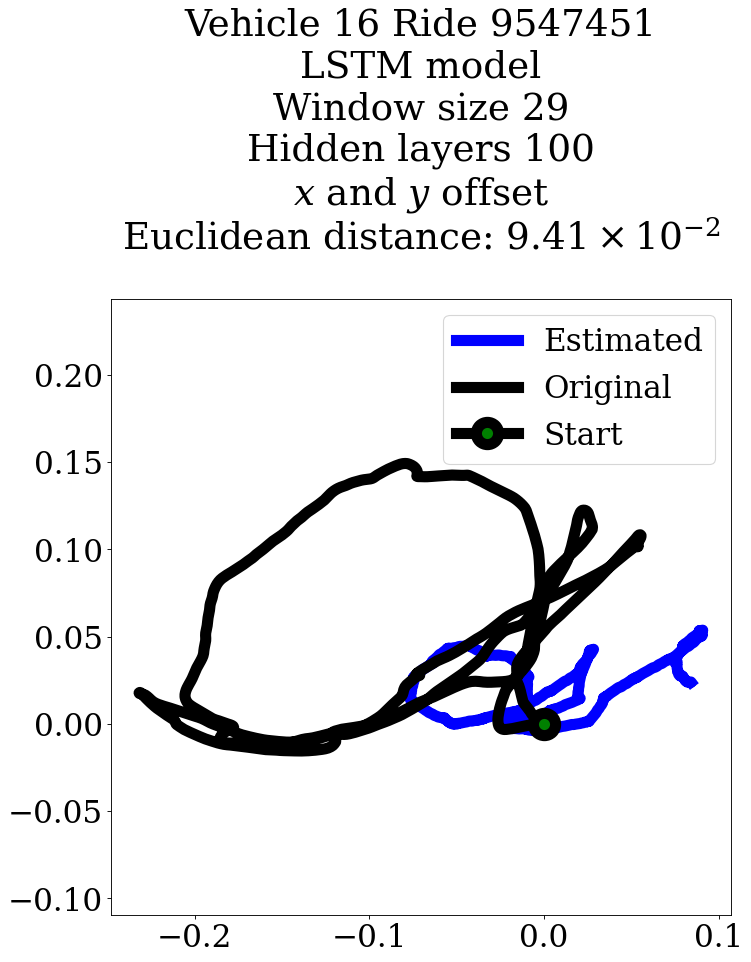 Vehicle 16 Ride 9547451
LSTM model
Window size 29
Hidden layers 100
x and y offset
Euclidean distance: 9.41 × 10⁻²
Estimated
Original
Start
0.20
0.15
0.10
0.05
0.00
−0.05
−0.10
−0.2 −0.1 0.0 0.1